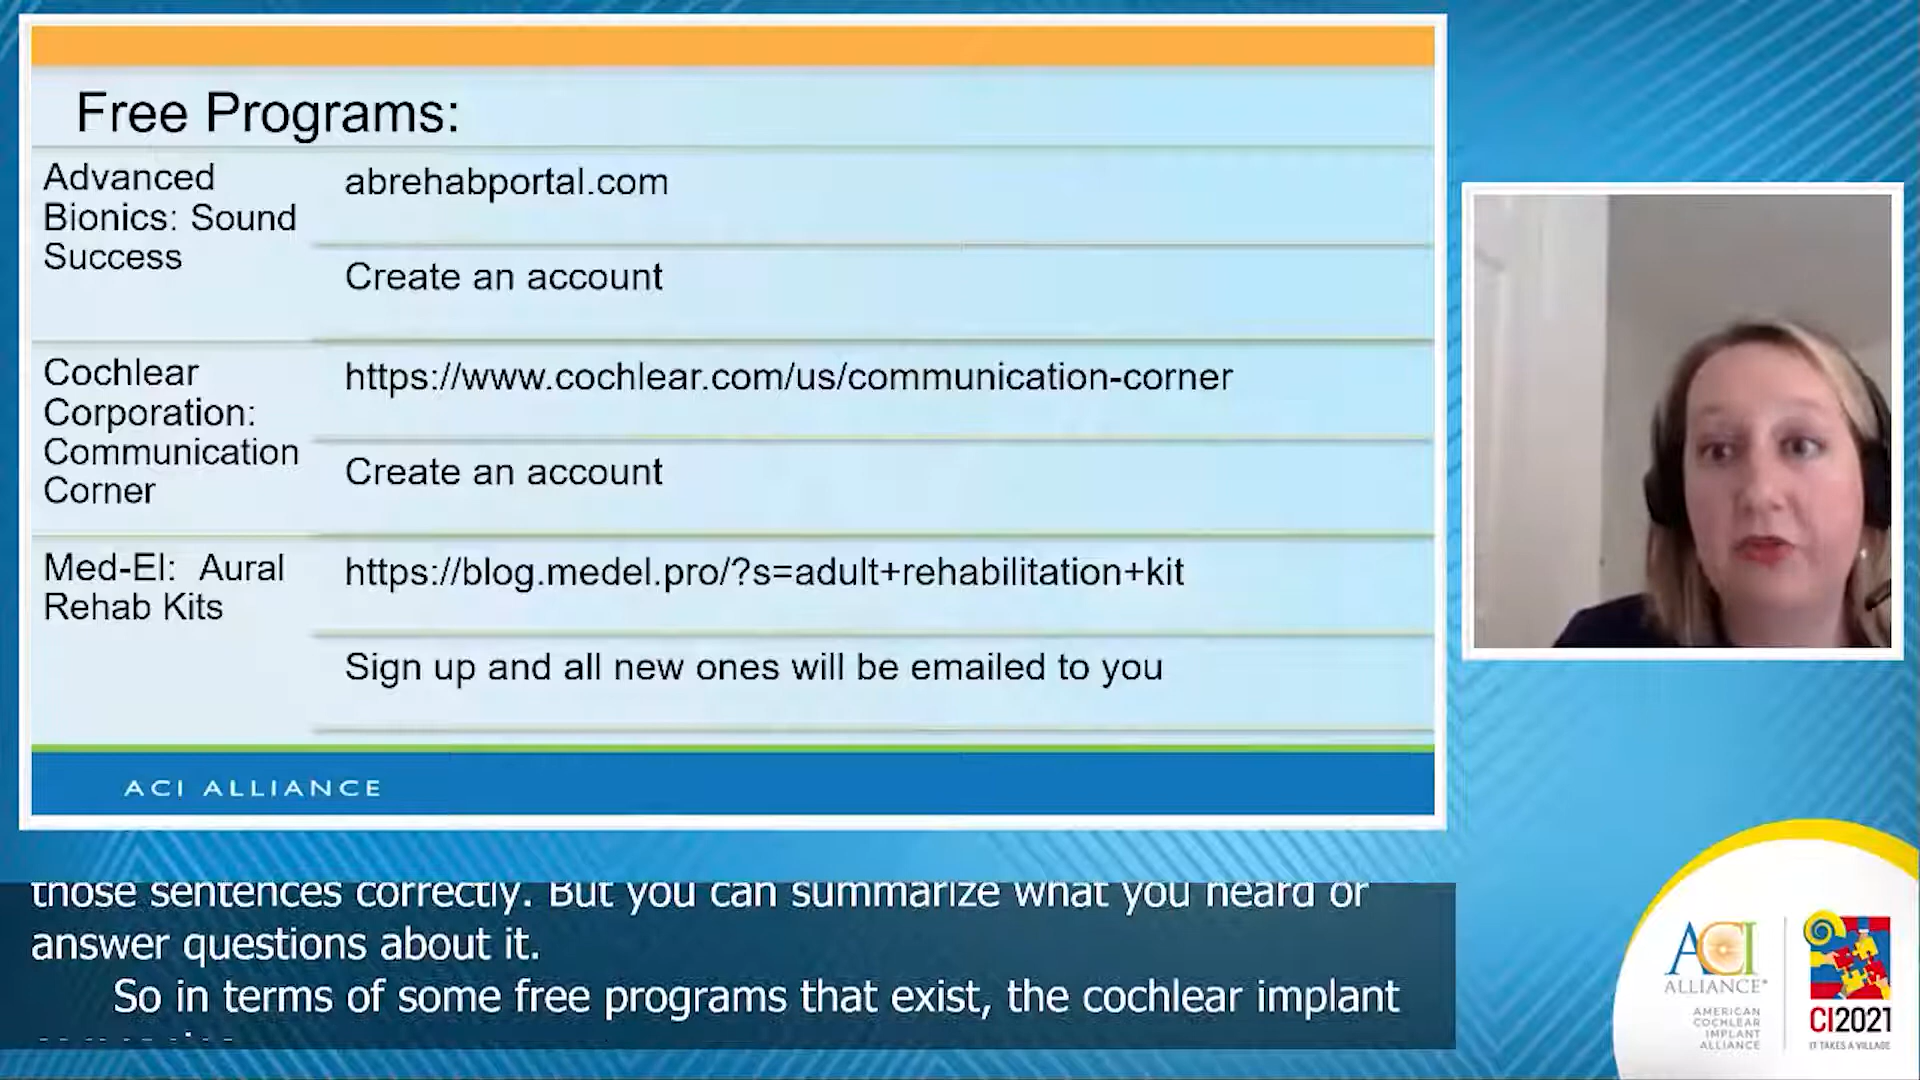 Free Programs:
Advanced
Bionics: Sound
Success
abrehabportal.com
Create an account
Cochlear
Corporation:
Communication
Corner
https://www.cochlear.com/us/communication-corner
Create an account
Med-El:  Aural
Rehab Kits
https://blog.medel.pro/?s=adult+rehabilitation+kit
Sign up and all new ones will be emailed to you
ACI ALLIANCE
those sentences correctly. But you can summarize what you heard or
answer questions about it.
So in terms of some free programs that exist, the cochlear implant
ACI
ALLIANCE®
AMERICAN
COCHLEAR
IMPLANT
ALLIANCE
CI2021
IT TAKES A VILLAGE